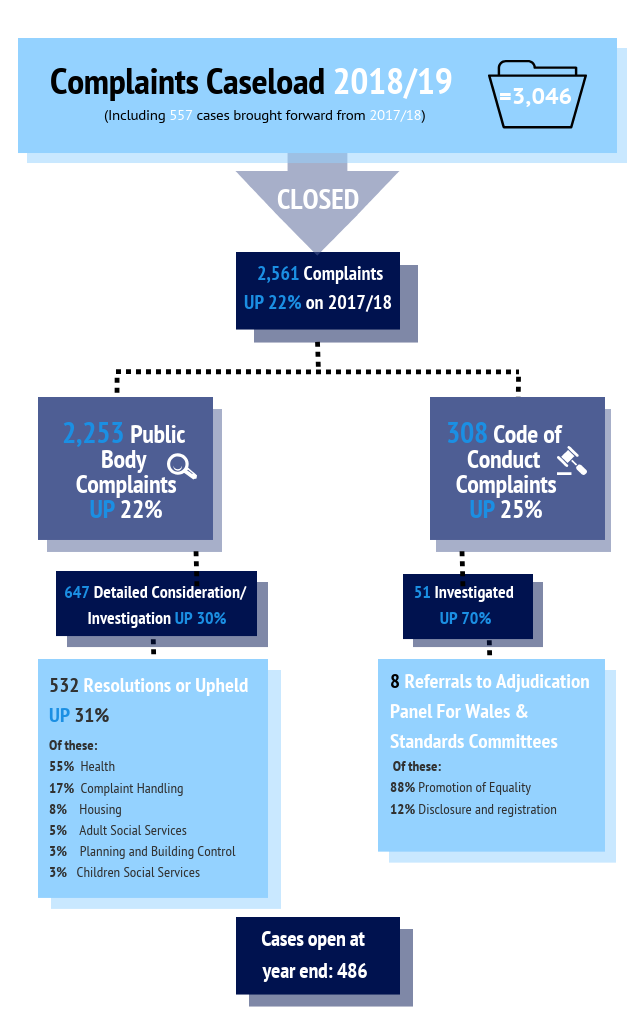 Complaints Caseload 2018/19
(Including 557 cases brought forward from 2017/18)
=3,046
CLOSED
2,561 Complaints
UP 22% on 2017/18
2,253 Public
Body
Complaints
UP 22%
308 Code of
Conduct
Complaints
UP 25%
647 Detailed Consideration/
Investigation UP 30%
51 Investigated
UP 70%
532 Resolutions or Upheld
UP 31%
Of these:
55% Health
17% Complaint Handling
8% Housing
5% Adult Social Services
3% Planning and Building Control
3% Children Social Services
8 Referrals to Adjudication
Panel For Wales &
Standards Committees
Of these:
88% Promotion of Equality
12% Disclosure and registration
Cases open at
year end: 486